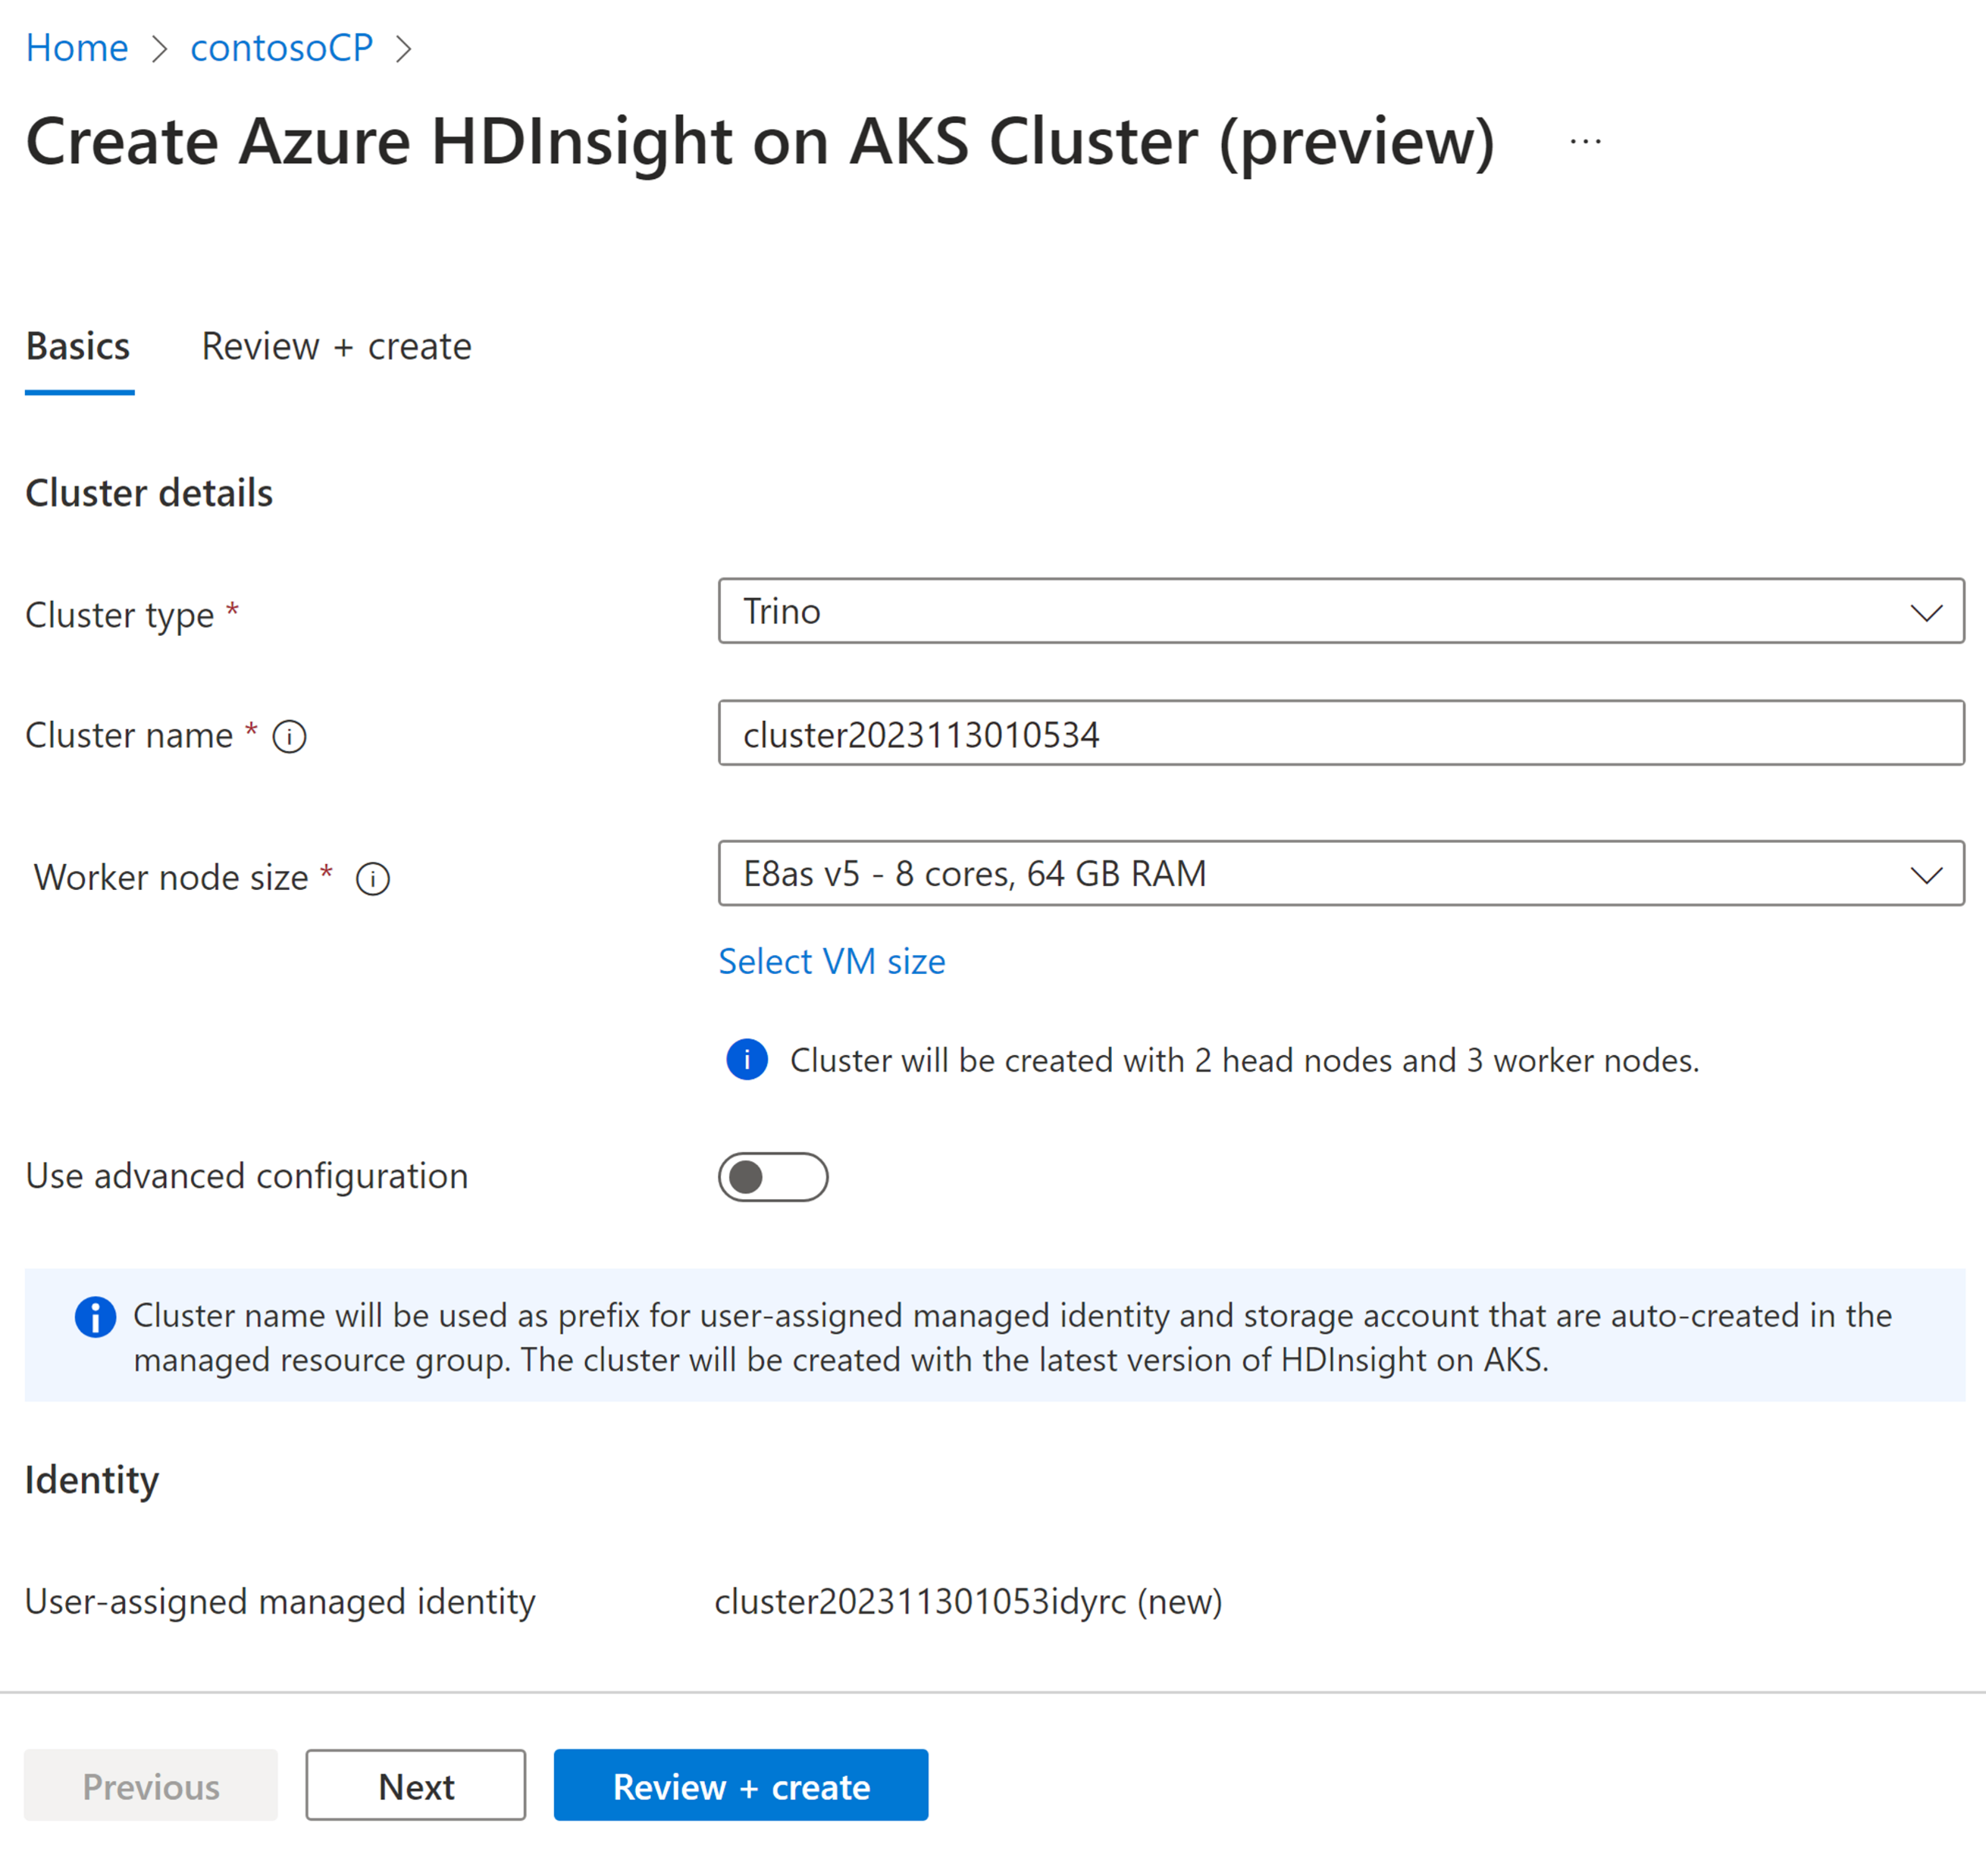 Home > contosoCP >
Create Azure HDInsight on AKS Cluster (preview) ...
Basics Review + create
Cluster details
Cluster type * Trino
Cluster name * cluster2023113010534
Worker node size * E8as v5 - 8 cores, 64 GB RAM
Select VM size
Cluster will be created with 2 head nodes and 3 worker nodes.
Use advanced configuration
Cluster name will be used as prefix for user-assigned managed identity and storage account that are auto-created in the
managed resource group. The cluster will be created with the latest version of HDInsight on AKS.
Identity
User-assigned managed identity cluster202311301053idyrc (new)
Previous Next Review + create